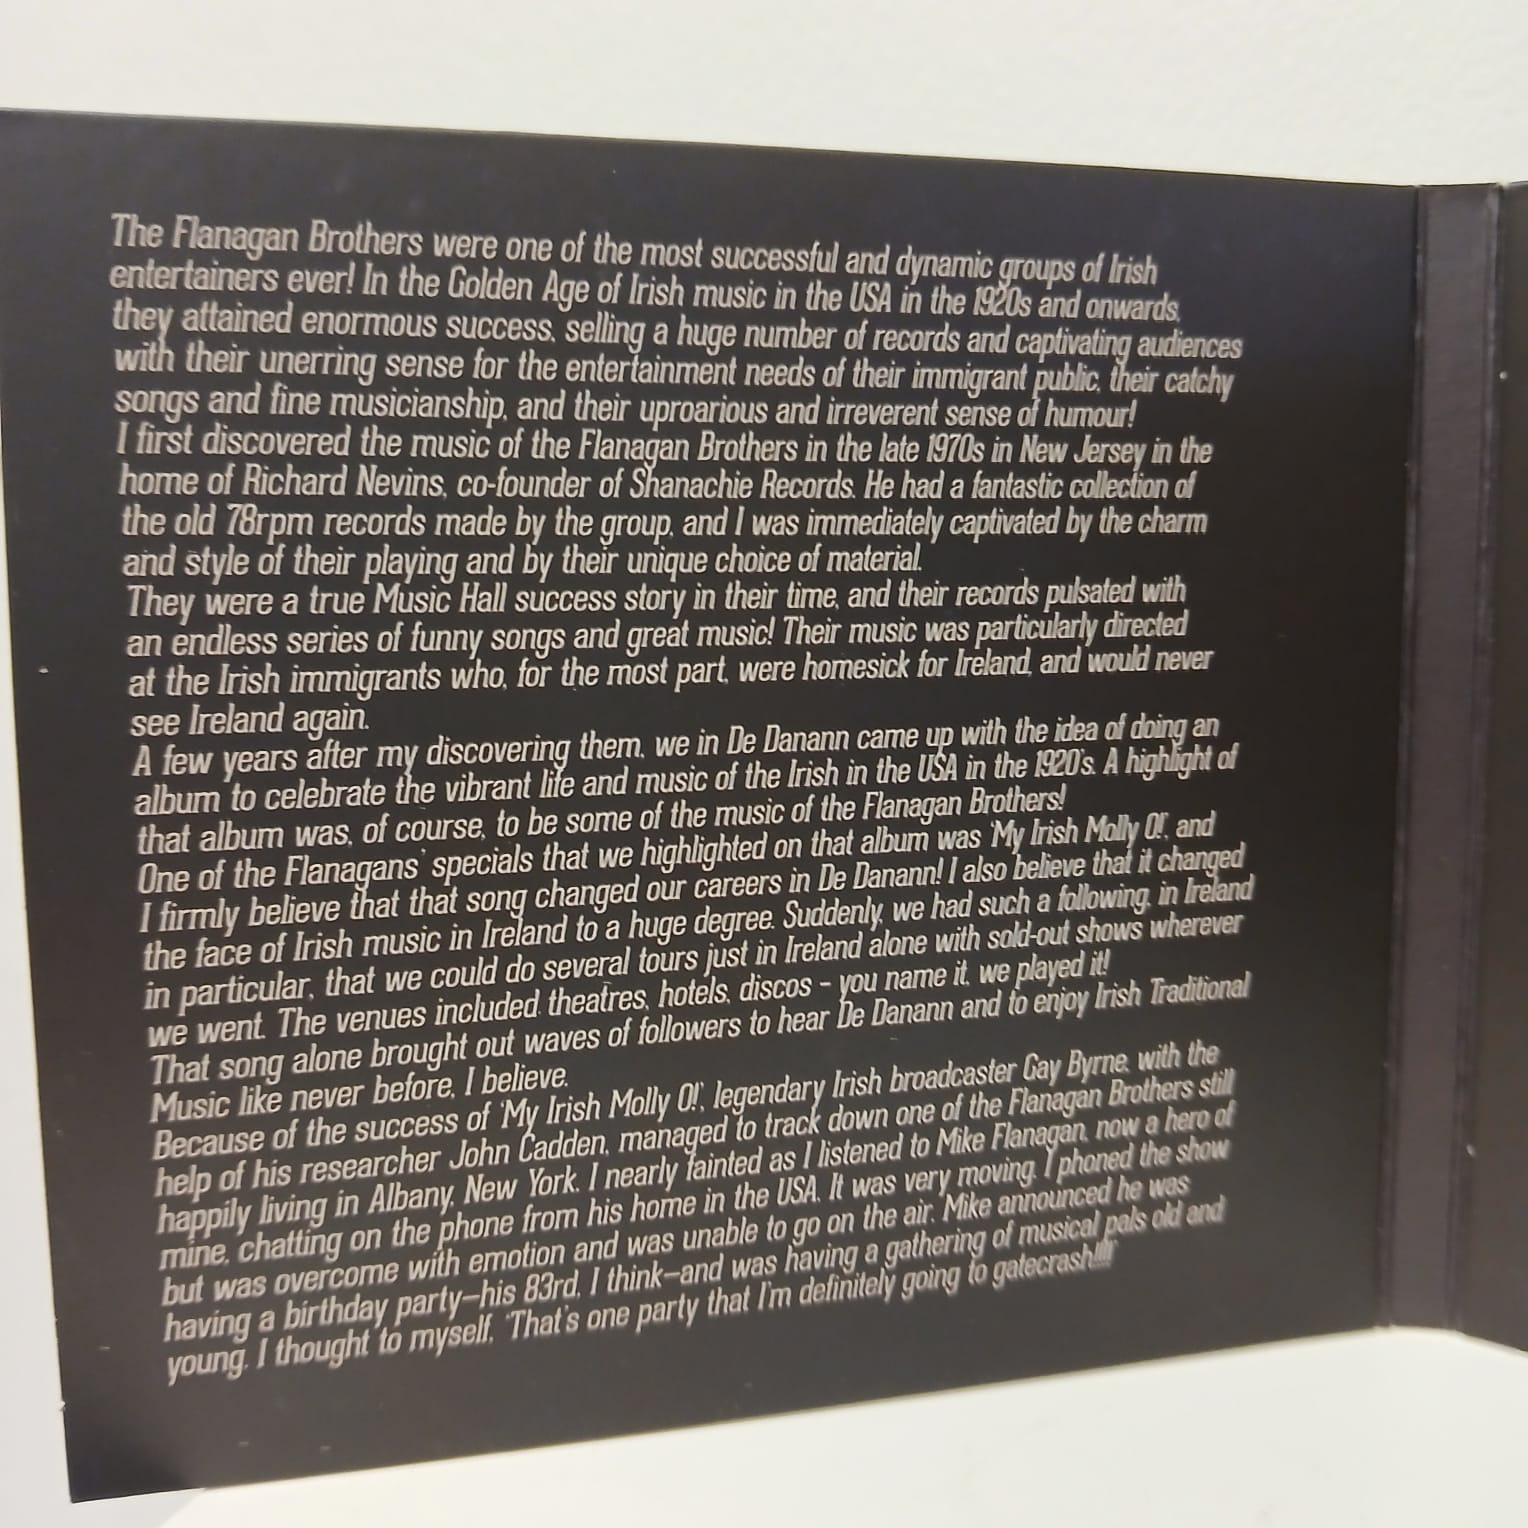 The Flanagan Brothers were one of the most successful and dynamic groups of Irish
entertainers ever! In the Golden Age of Irish music in the USA in the 1920s and onwards,
they attained enormous success, selling a huge number of records and captivating audiences
with their unerring sense for the entertainment needs of their immigrant public, their catchy
songs and fine musicianship, and their uproarious and irreverent sense of humour!
I first discovered the music of the Flanagan Brothers in the late 1970s in New Jersey in the
home of Richard Nevins, co-founder of Shanachie Records. He had a fantastic collection of
the old 78rpm records made by the group, and I was immediately captivated by the charm
and style of their playing and by their unique choice of material.
They were a true Music Hall success story in their time, and their records pulsated with
an endless series of funny songs and great music! Their music was particularly directed
at the Irish immigrants who, for the most part, were homesick for Ireland, and would never
see Ireland again.
A few years after my discovering them, we in De Danann came up with the idea of doing an
album to celebrate the vibrant life and music of the Irish in the USA in the 1920's. A highlight of
that album was, of course, to be some of the music of the Flanagan Brothers!
One of the Flanagans' specials that we highlighted on that album was 'My Irish Molly O!', and
I firmly believe that that song changed our careers in De Danann! I also believe that it changed
the face of Irish music in Ireland to a huge degree. Suddenly, we had such a following, in Ireland
in particular, that we could do several tours just in Ireland alone with sold-out shows wherever
we went. The venues included theatres, hotels, discos - you name it, we played it!
That song alone brought out waves of followers to hear De Danann and to enjoy Irish Traditional
Music like never before, I believe.
Because of the success of 'My Irish Molly O!', legendary Irish broadcaster Gay Byrne, with the
help of his researcher John Cadden, managed to track down one of the Flanagan Brothers still
happily living in Albany, New York. I nearly fainted as I listened to Mike Flanagan, now a hero of
mine, chatting on the phone from his home in the USA. It was very moving. I phoned the show
but was overcome with emotion and was unable to go on the air. Mike announced he was
having a birthday party–his 83rd, I think–and was having a gathering of musical pals old and
young. I thought to myself, 'That's one party that I'm definitely going to gatecrash!!!!'